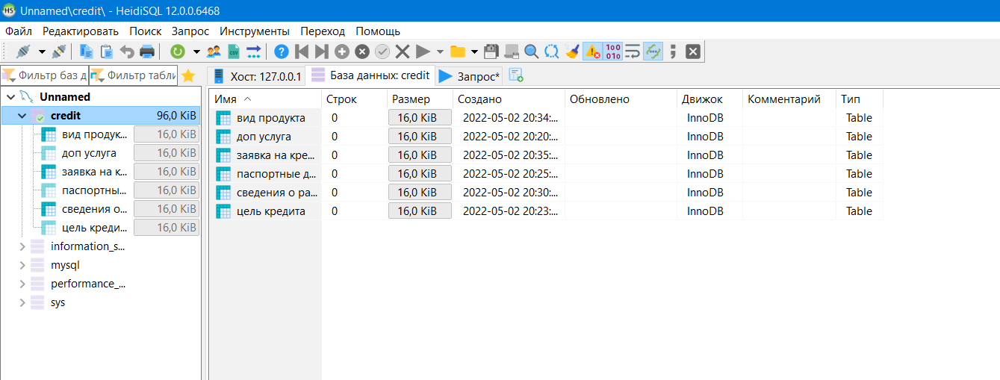 Unnamed\credit\ - HeidiSQL 12.0.0.6468
Файл Редактировать Поиск Запрос Инструменты Переход Помощь
Фильтр баз д Фильтр табли Хост: 127.0.0.1 База данных: credit Запрос*
Unnamed
credit 96,0 KiB
вид продук... 16,0 KiB
доп услуга 16,0 KiB
заявка на к... 16,0 KiB
паспортны... 16,0 KiB
сведения о... 16,0 KiB
цель креди... 16,0 KiB
information_s...
mysql
performance_...
sys
Имя Строк Размер Создано Обновлено Движок Комментарий Тип
вид продукта 0 16,0 KiB 2022-05-02 20:34:... InnoDB Table
доп услуга 0 16,0 KiB 2022-05-02 20:20:... InnoDB Table
заявка на кре... 0 16,0 KiB 2022-05-02 20:35:... InnoDB Table
паспортные д... 0 16,0 KiB 2022-05-02 20:25:... InnoDB Table
сведения о ра... 0 16,0 KiB 2022-05-02 20:30:... InnoDB Table
цель кредита 0 16,0 KiB 2022-05-02 20:23:... InnoDB Table